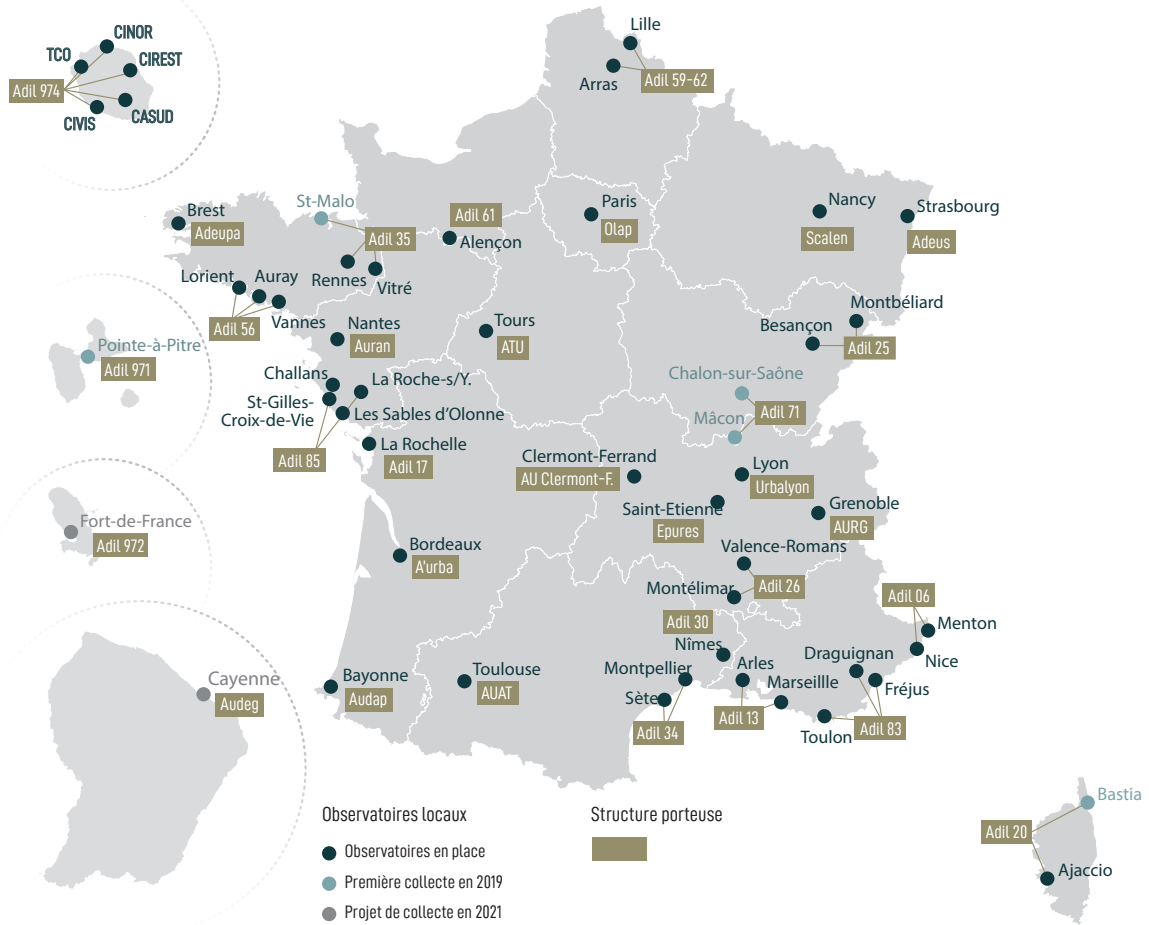 CINOR
TCO
CIREST
Adil 974
CASUD
CIVIS
Lille
Arras
Adil 59-62
St-Malo
Brest
Adeupa
Adil 35
Rennes
Vitré
Adil 61
Alençon
Paris
Olap
Nancy
Scalen
Strasbourg
Adeus
Lorient
Auray
Vannes
Adil 56
Montbéliard
Besançon
Adil 25
Nantes
Auran
Tours
ATU
Pointe-à-Pitre
Adil 971
Challans
La Roche-s/Y.
St-Gilles-
Croix-de-Vie
Les Sables d'Olonne
Adil 85
La Rochelle
Adil 17
Chalon-sur-Saône
Adil 71
Mâcon
Clermont-Ferrand
AU Clermont-F.
Lyon
Urbalyon
Saint-Etienne
Epures
Grenoble
AURG
Fort-de-France
Adil 972
Bordeaux
A'urba
Valence-Romans
Montélimar
Adil 26
Adil 30
Nîmes
Adil 06
Menton
Nice
Draguignan
Fréjus
Toulon
Adil 83
Montpellier
Sète
Adil 34
Arles
Marseillle
Adil 13
Cayenne
Audeg
Bayonne
Audap
Toulouse
AUAT
Bastia
Adil 20
Ajaccio
Observatoires locaux
Observatoires en place
Première collecte en 2019
Projet de collecte en 2021
Structure porteuse